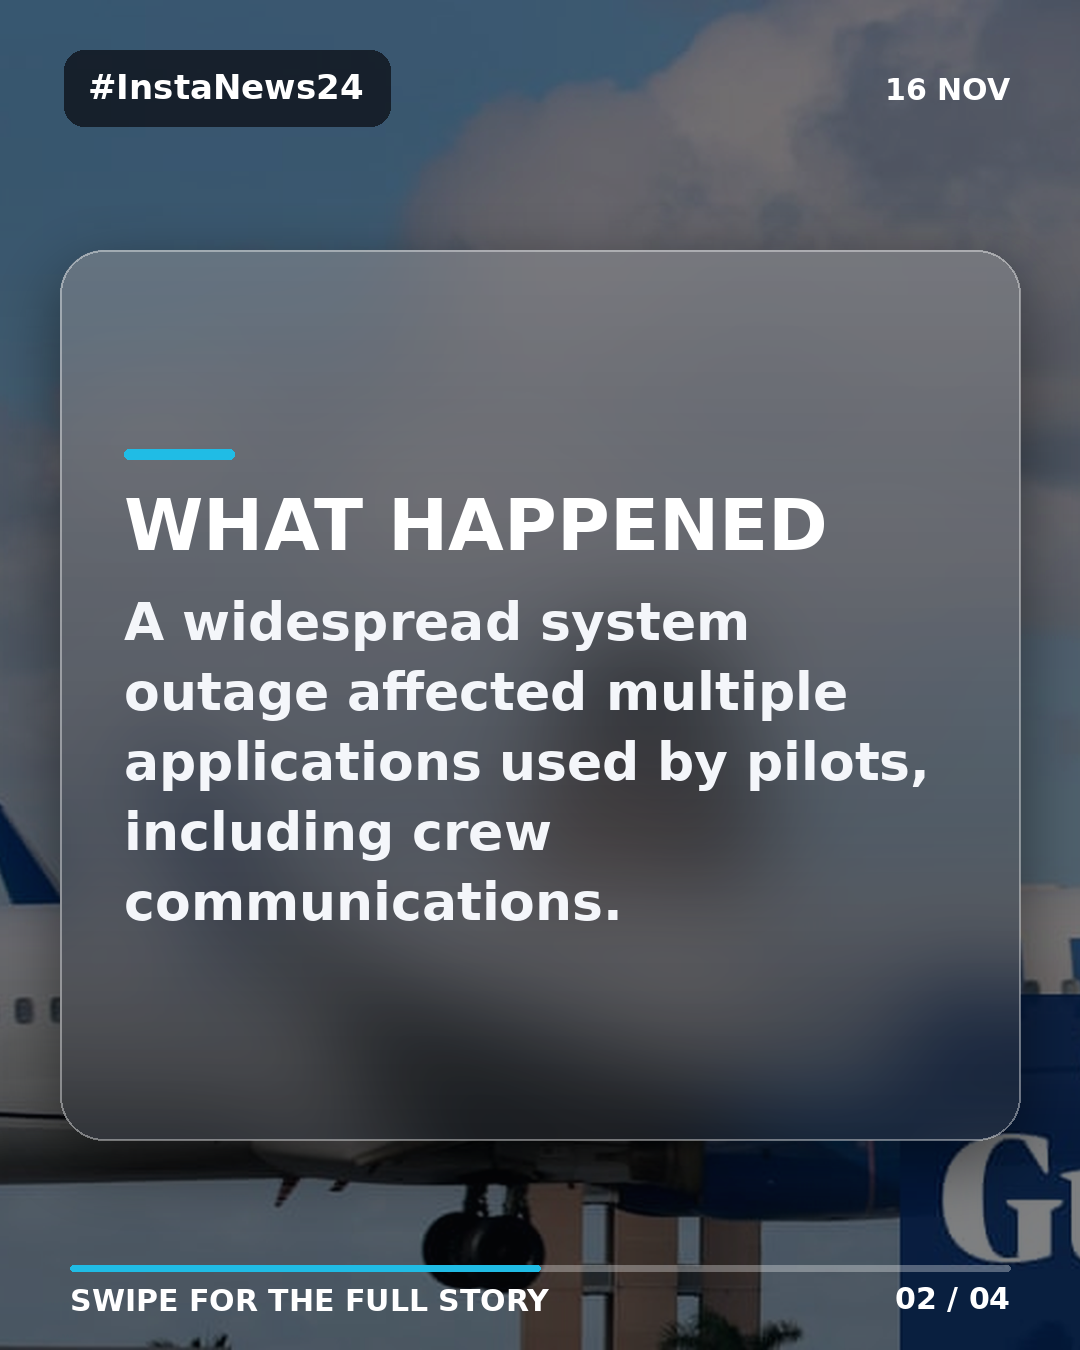 #InstaNews24
16 NOV
WHAT HAPPENED
A widespread system
outage affected multiple
applications used by pilots,
including crew
communications.
SWIPE FOR THE FULL STORY
02 / 04